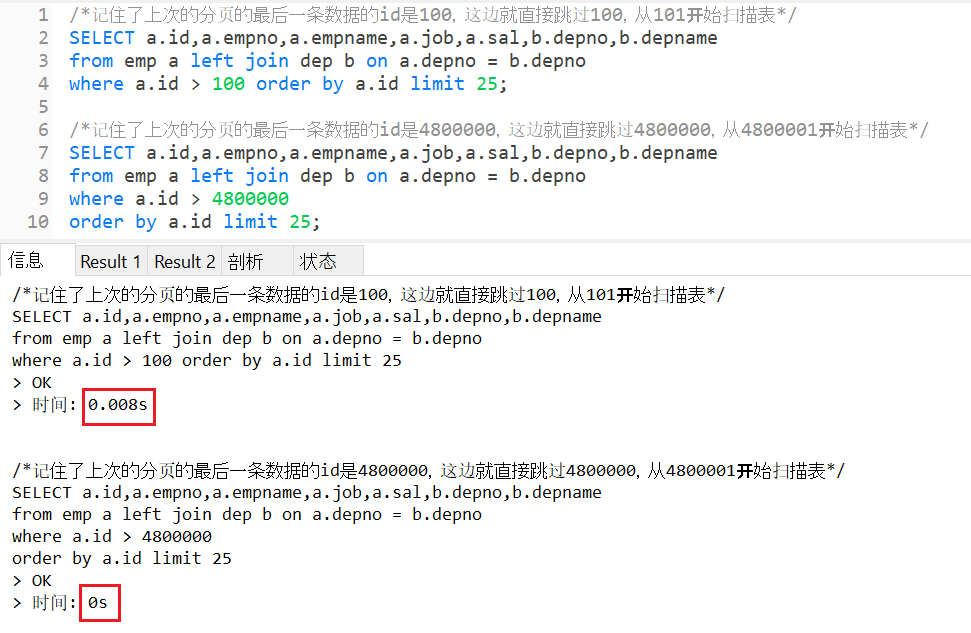 1 /*记住了上次的分页的最后一条数据的id是100, 这边就直接跳过100, 从101开始扫描表*/
2 SELECT a.id,a.empno,a.empname,a.job,a.sal,b.depno,b.depname
3 from emp a left join dep b on a.depno = b.depno
4 where a.id > 100 order by a.id limit 25;
5
6 /*记住了上次的分页的最后一条数据的id是4800000, 这边就直接跳过4800000, 从4800001开始扫描表*/
7 SELECT a.id,a.empno,a.empname,a.job,a.sal,b.depno,b.depname
8 from emp a left join dep b on a.depno = b.depno
9 where a.id > 4800000
10 order by a.id limit 25;
信息 Result 1 Result 2 剖析 状态
/*记住了上次的分页的最后一条数据的id是100, 这边就直接跳过100, 从101开始扫描表*/
SELECT a.id,a.empno,a.empname,a.job,a.sal,b.depno,b.depname
from emp a left join dep b on a.depno = b.depno
where a.id > 100 order by a.id limit 25
> OK
> 时间: 0.008s
/*记住了上次的分页的最后一条数据的id是4800000, 这边就直接跳过4800000, 从4800001开始扫描表*/
SELECT a.id,a.empno,a.empname,a.job,a.sal,b.depno,b.depname
from emp a left join dep b on a.depno = b.depno
where a.id > 4800000
order by a.id limit 25
> OK
> 时间: 0s